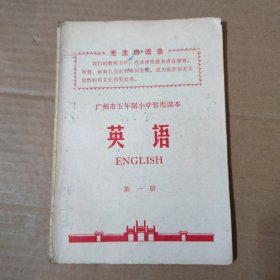 毛主席语录
我们的教育方针，应该使受教育者在德育、
智育、体育几方面都得到发展，成为有社会主义
觉悟的有文化的劳动者。
广州市五年制小学暂用课本
英语
ENGLISH
第一册